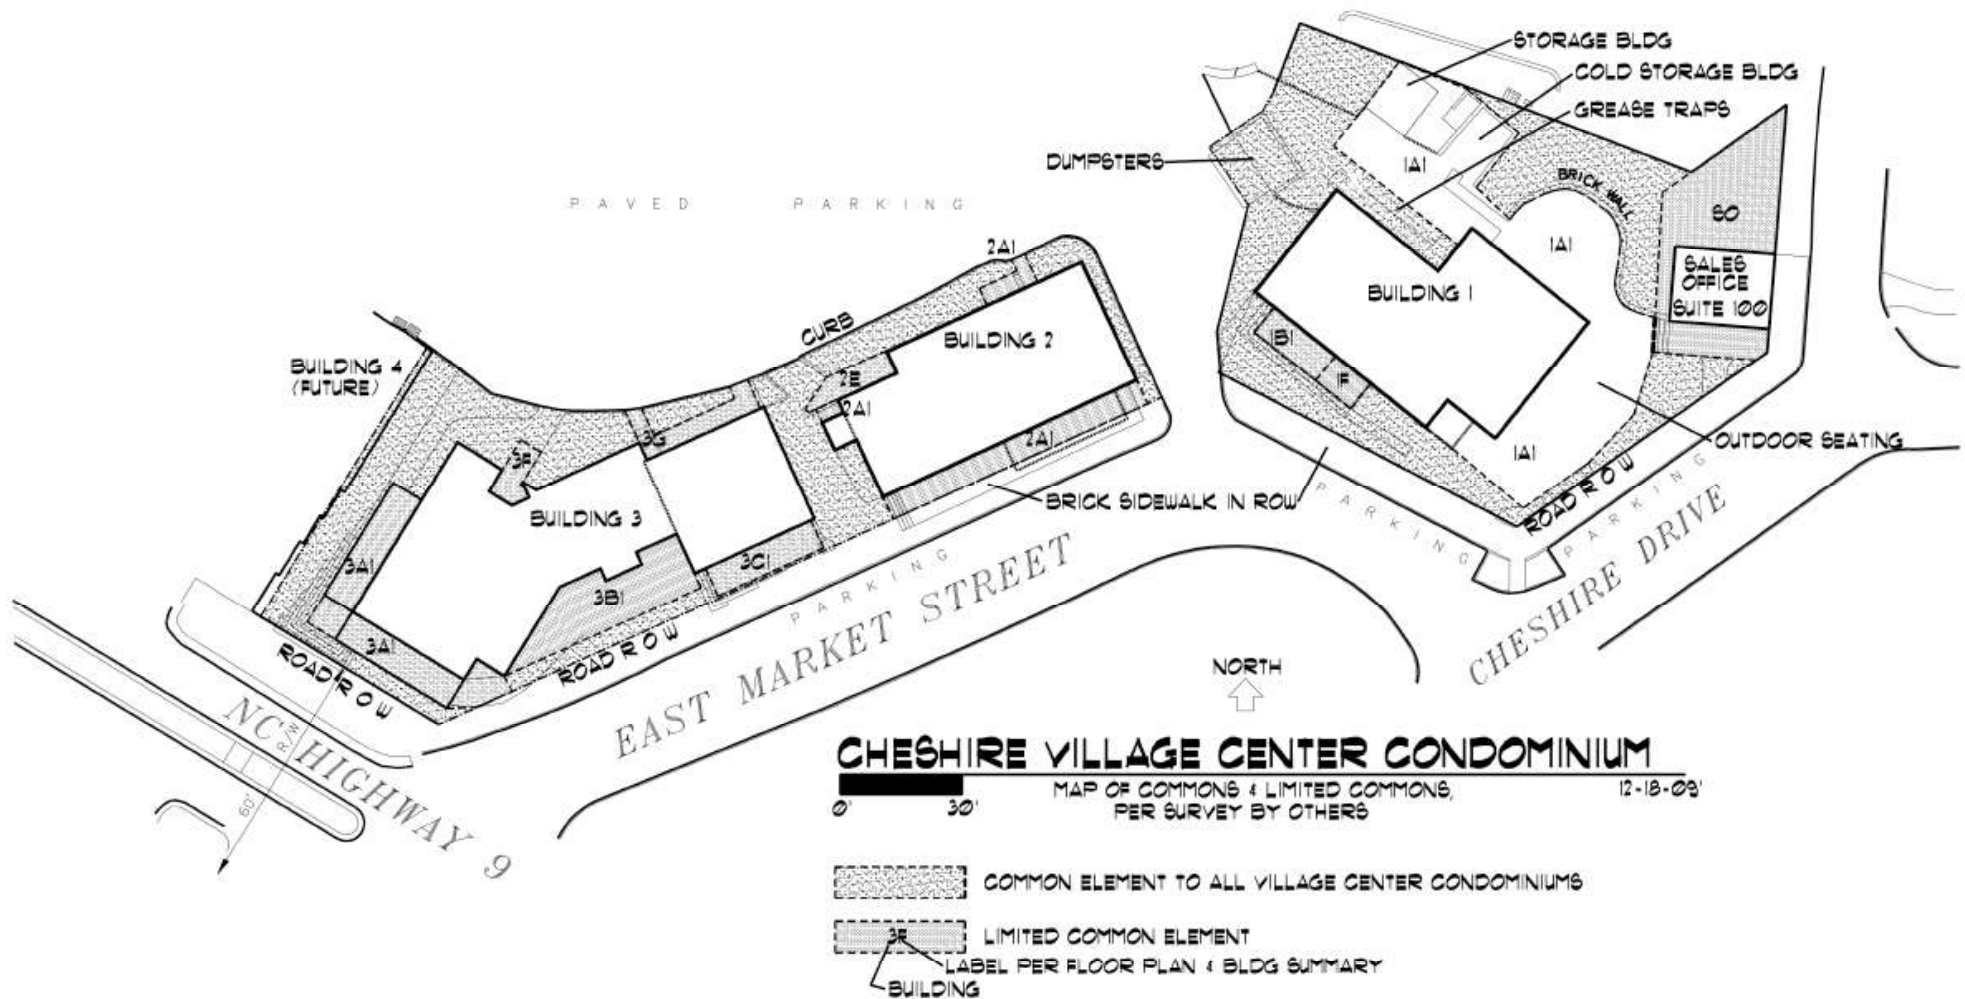 STORAGE BLDG
COLD STORAGE BLDG
GREASE TRAPS
DUMPSTERS
1A1
BRICK WALL
PAVED PARKING
SO
1A1
2A1
SALES
OFFICE
SUITE 100
BUILDING 1
CURB
BUILDING 2
1B1
BUILDING 4
(FUTURE)
2E
1F
2A1
3G
2A1
OUTDOOR SEATING
3F
1A1
BRICK SIDEWALK IN ROW
PARKING
ROAD ROW
PARKING
BUILDING 3
CHESHIRE DRIVE
3A1
3C1
3B1
PARKING
EAST MARKET STREET
3A1
ROAD ROW
ROAD ROW
NORTH
NC HIGHWAY 9
R/W
60'
CHESHIRE VILLAGE CENTER CONDOMINIUM
0' 30'
MAP OF COMMONS & LIMITED COMMONS,
PER SURVEY BY OTHERS
COMMON ELEMENT TO ALL VILLAGE CENTER CONDOMINIUMS
3F
LIMITED COMMON ELEMENT
LABEL PER FLOOR PLAN & BLDG SUMMARY
BUILDING